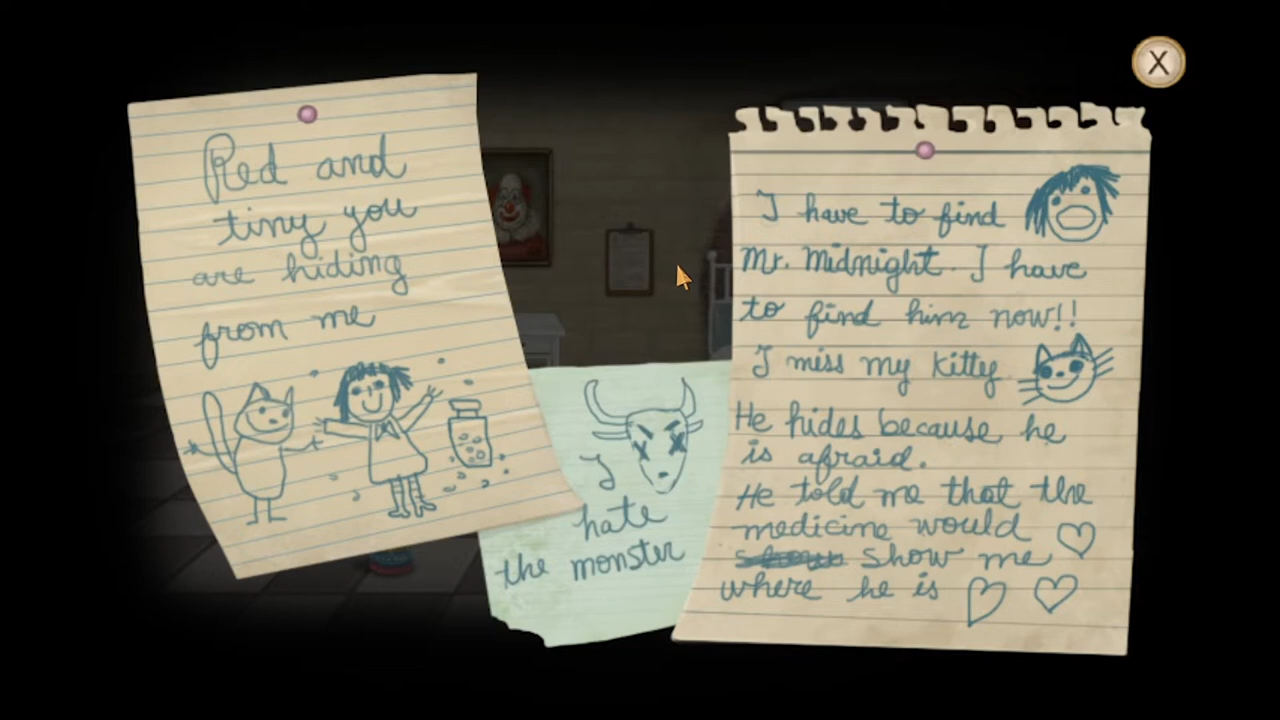 Red and
tiny you
are hiding
from me
I
hate
the monster
I have to find
Mr. Midnight. I have
to find him now!!
I miss my kitty
He hides because he
is afraid.
He told me that the
medicine would
show me
where he is
X